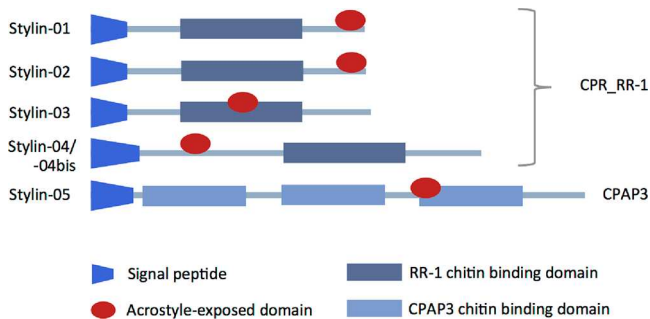 Stylin-01
Stylin-02
CPR_RR-1
Stylin-03
Stylin-04/
-04bis
Stylin-05
CPAP3
Signal peptide
RR-1 chitin binding domain
Acrostyle-exposed domain
CPAP3 chitin binding domain